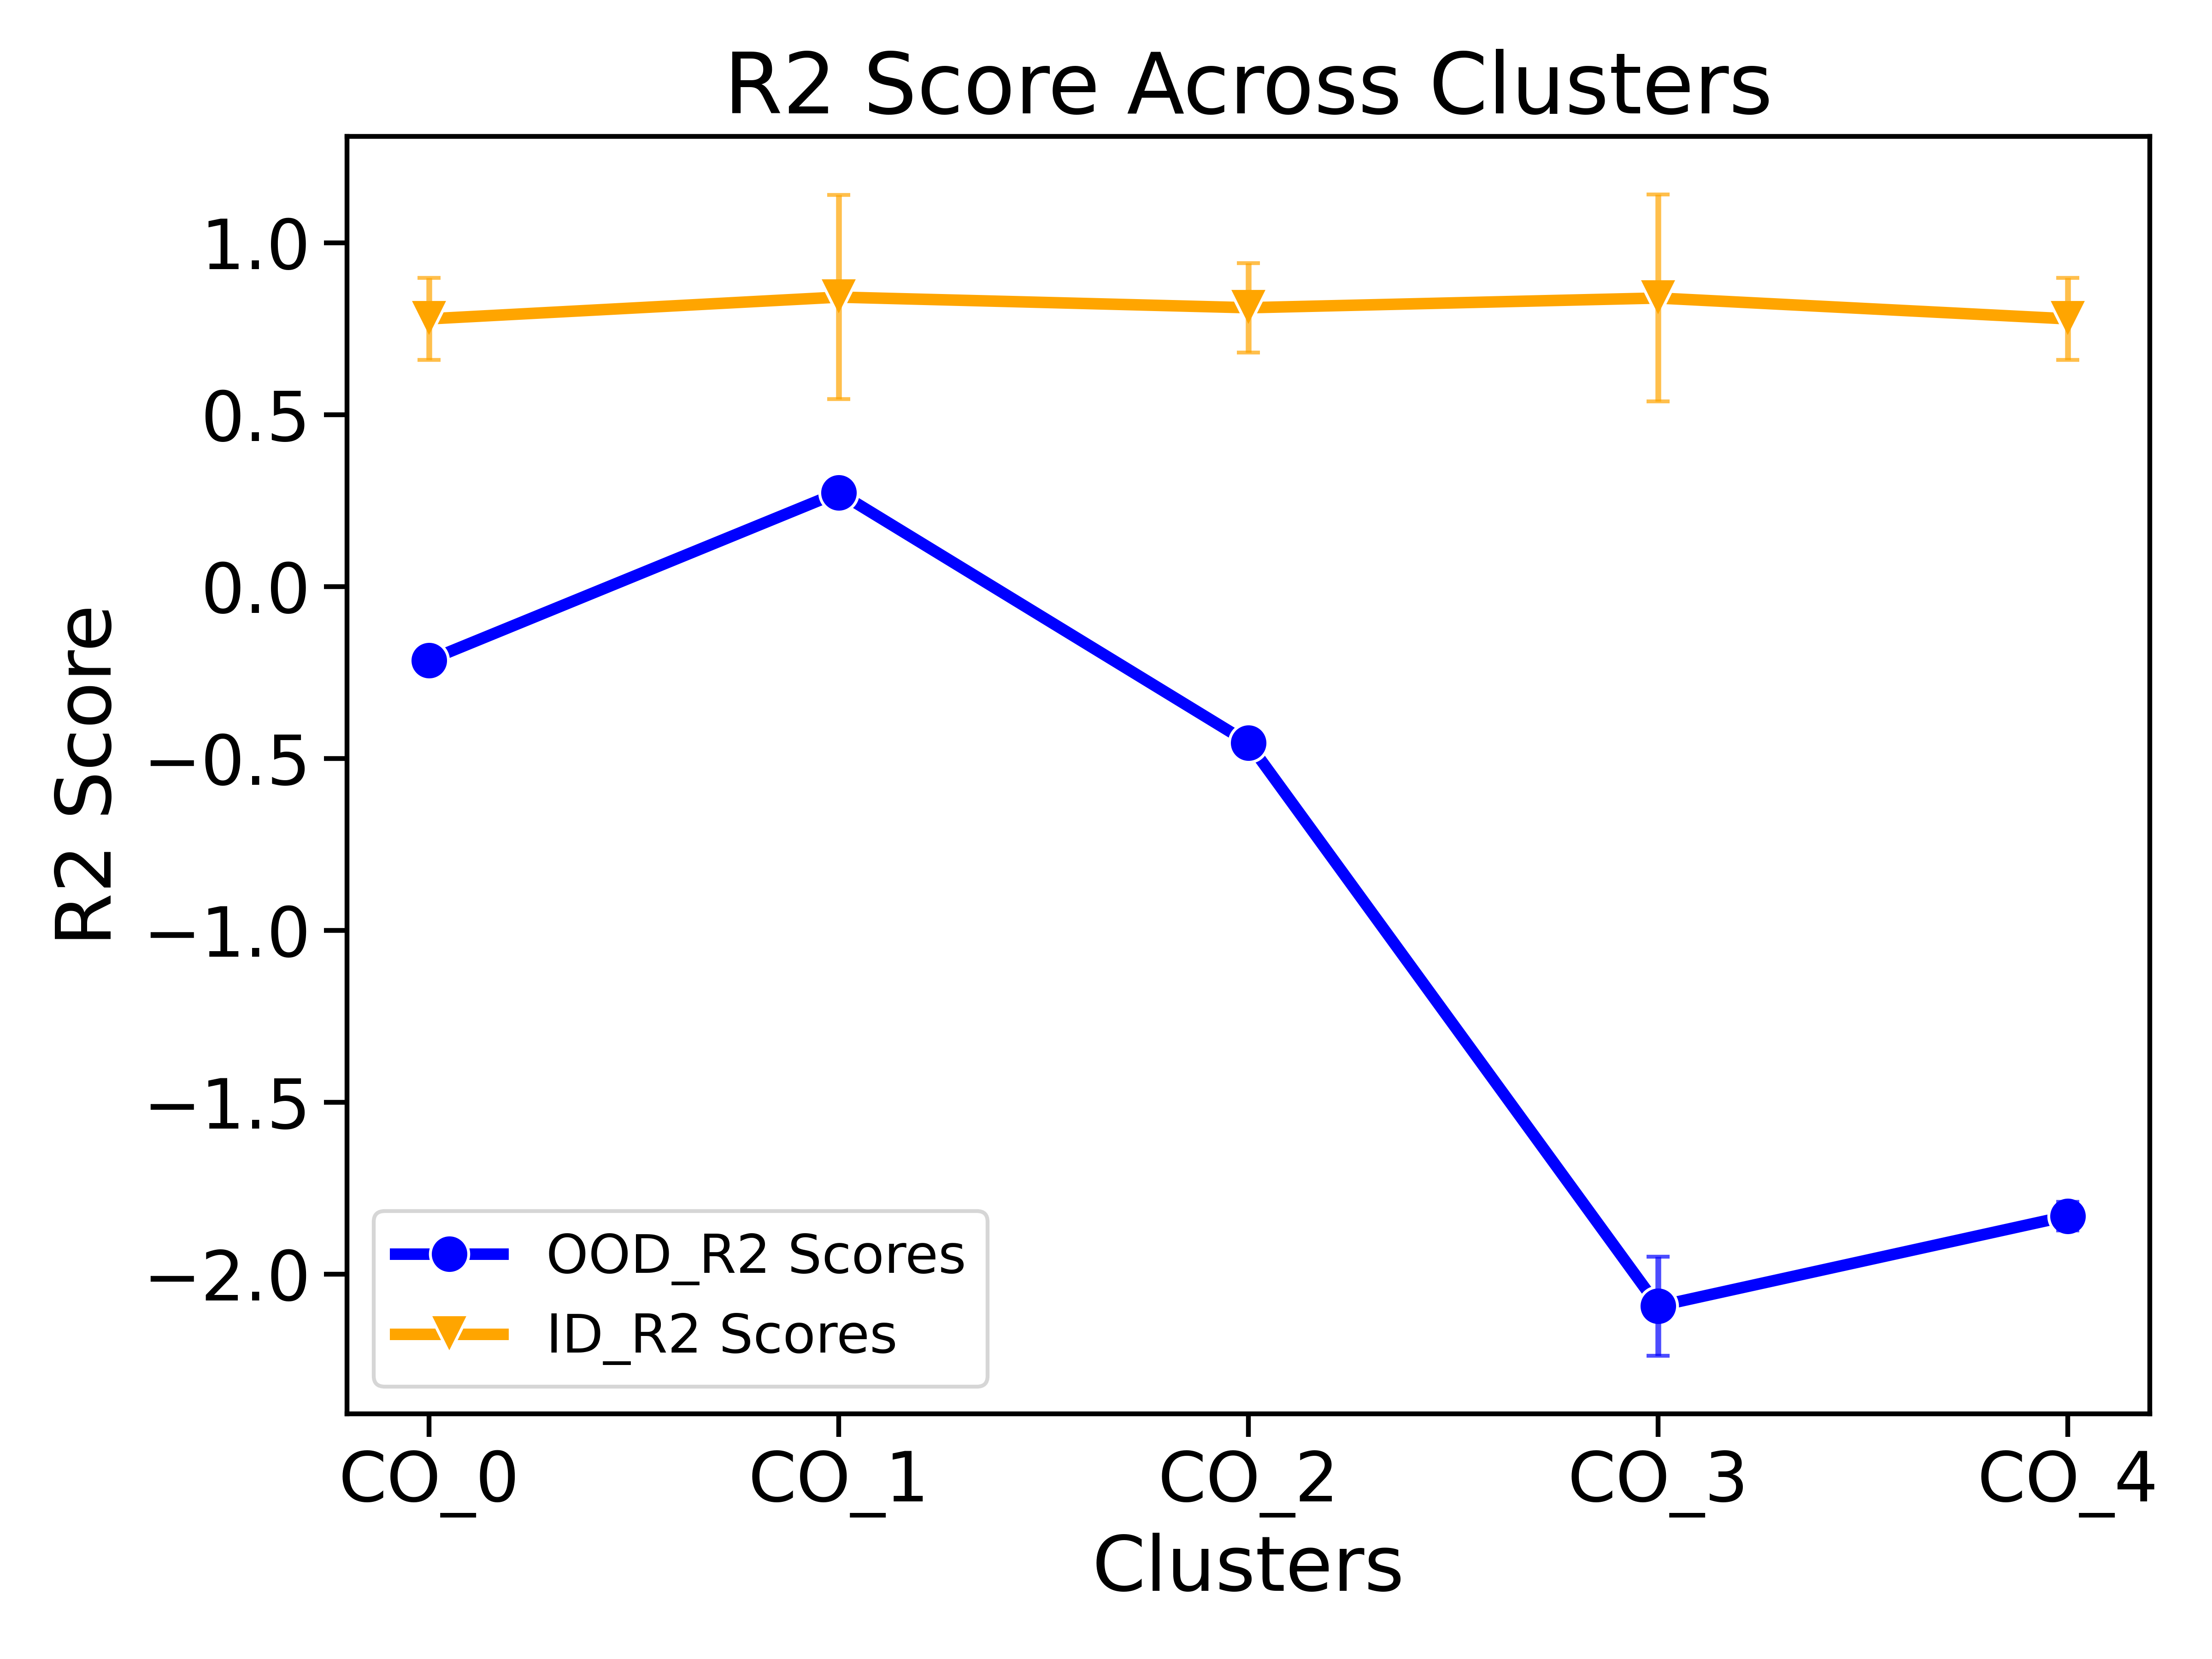 R2 Score Across Clusters
R2 Score
1.0
0.5
0.0
−0.5
−1.0
−1.5
−2.0
OOD_R2 Scores
ID_R2 Scores
CO_0 CO_1 CO_2 CO_3 CO_4
Clusters